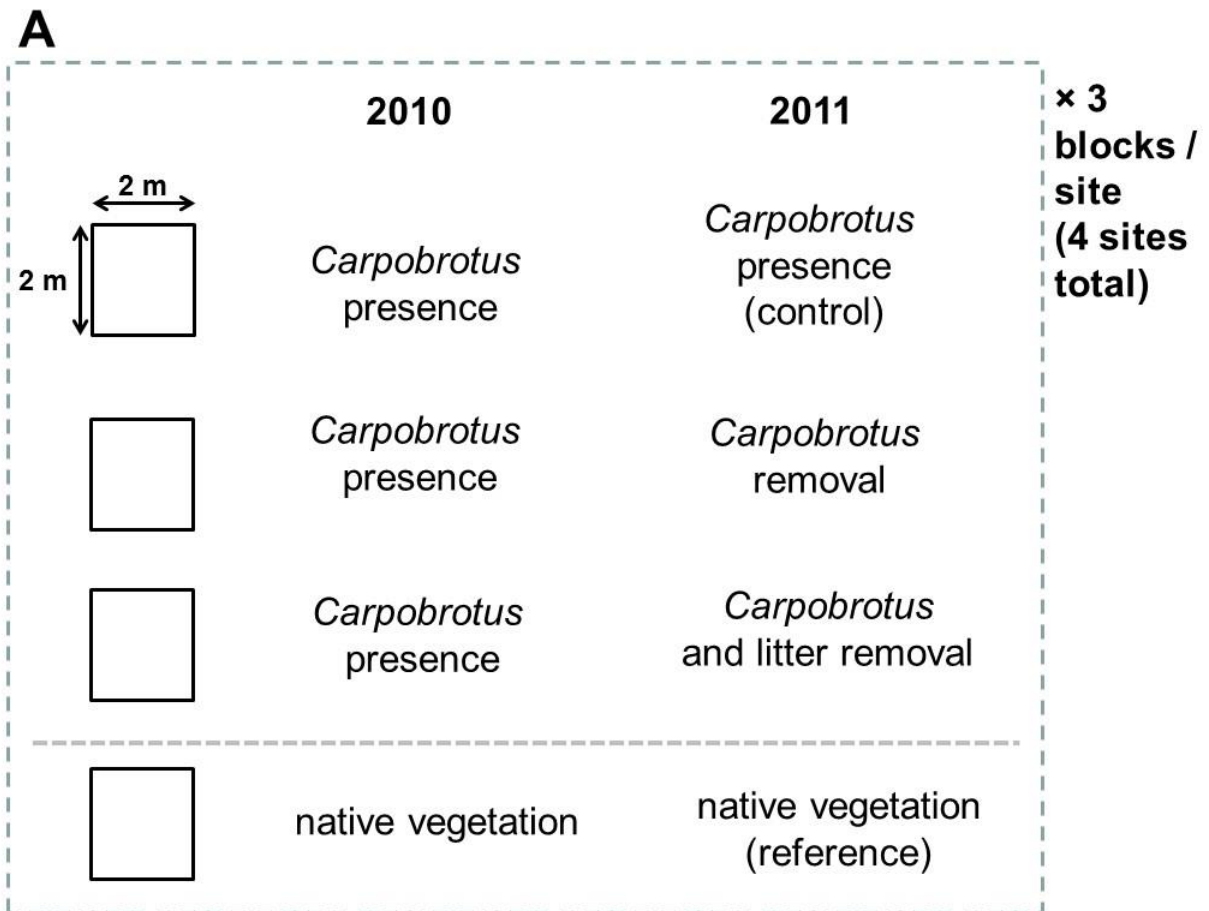 A
2010 2011
× 3
blocks /
site
(4 sites
total)
2 m
2 m
Carpobrotus
presence
Carpobrotus
presence
(control)
Carpobrotus
presence
Carpobrotus
removal
Carpobrotus
presence
Carpobrotus
and litter removal
native vegetation
native vegetation
(reference)